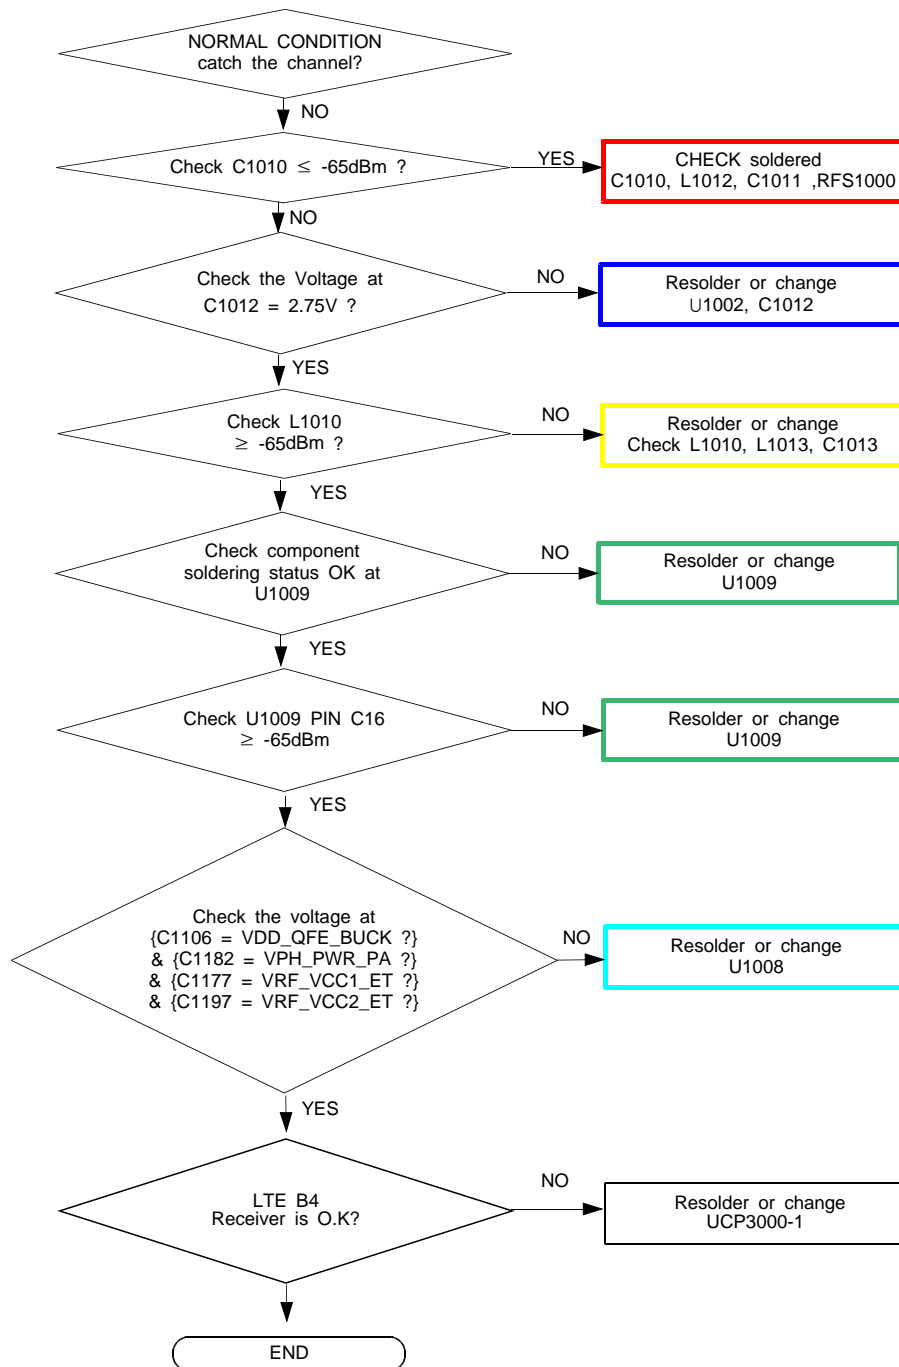 NORMAL CONDITION
catch the channel?
NO
Check C1010 ≤ -65dBm ?
YES
CHECK soldered
C1010, L1012, C1011 ,RFS1000
NO
Check the Voltage at
C1012 = 2.75V ?
NO
Resolder or change
U1002, C1012
YES
Check L1010
≥ -65dBm ?
NO
Resolder or change
Check L1010, L1013, C1013
YES
Check component
soldering status OK at
U1009
NO
Resolder or change
U1009
YES
Check U1009 PIN C16
≥ -65dBm
NO
Resolder or change
U1009
YES
Check the voltage at
{C1106 = VDD_QFE_BUCK ?}
& {C1182 = VPH_PWR_PA ?}
& {C1177 = VRF_VCC1_ET ?}
& {C1197 = VRF_VCC2_ET ?}
NO
Resolder or change
U1008
YES
LTE B4
Receiver is O.K?
NO
Resolder or change
UCP3000-1
END